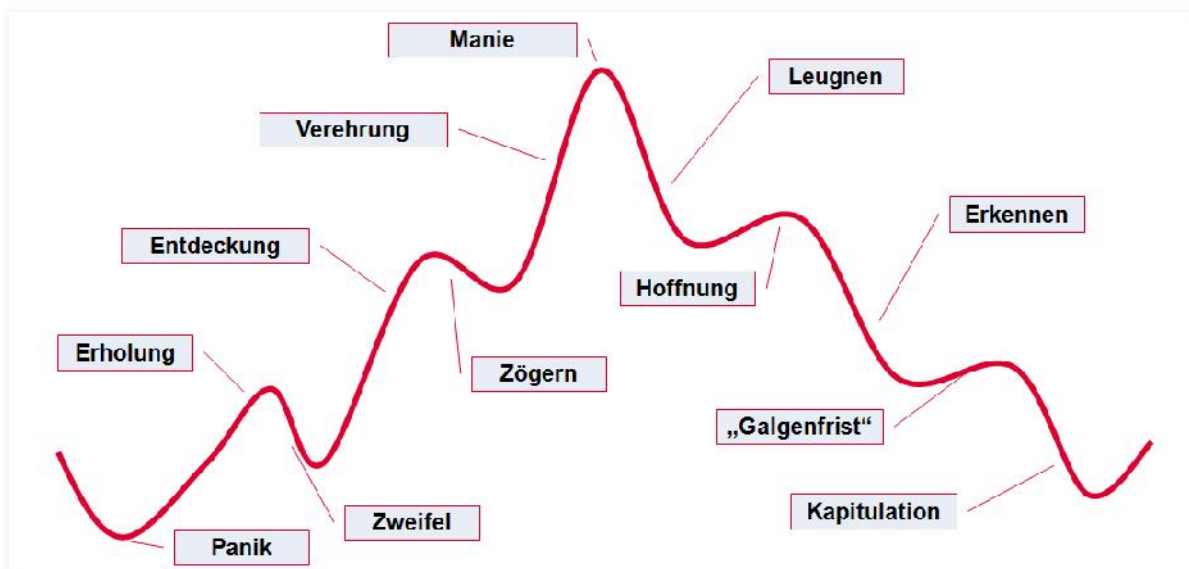 Manie
Leugnen
Verehrung
Erkennen
Entdeckung
Hoffnung
Erholung
Zögern
„Galgenfrist“
Kapitulation
Zweifel
Panik